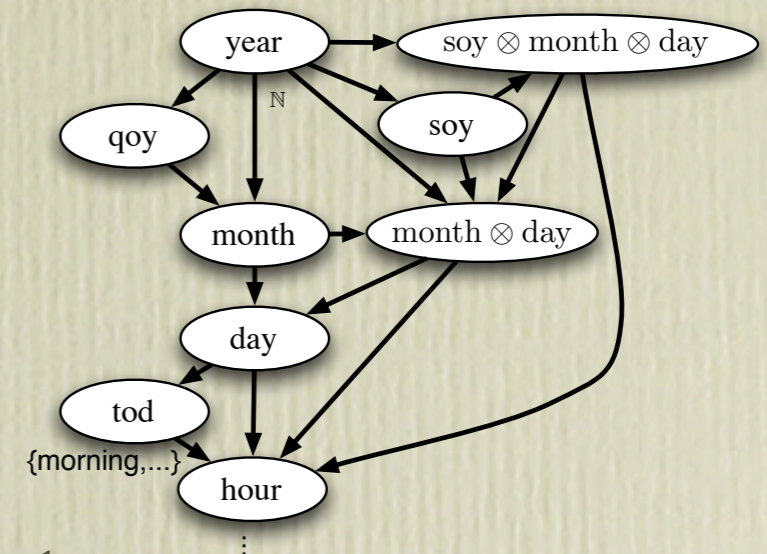 year
soy ⊗ month ⊗ day
ℕ
qoy
soy
month
month ⊗ day
day
tod
{morning,...}
hour
⋮